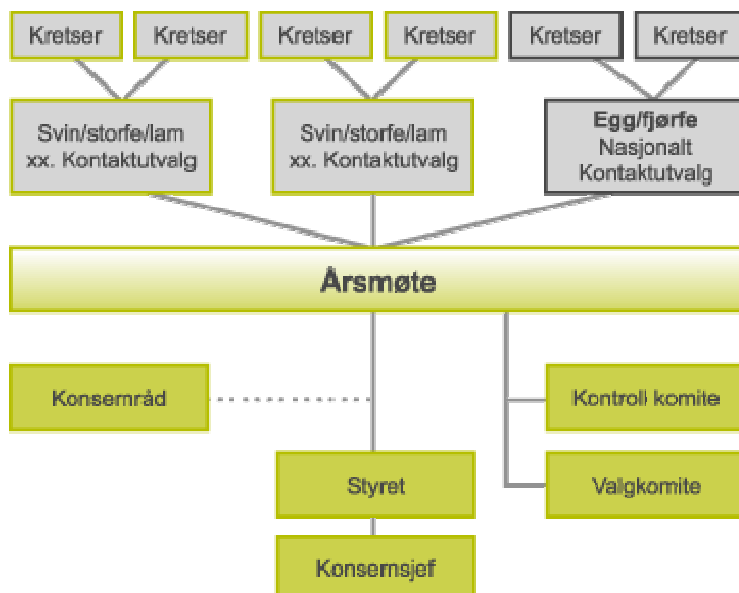 Kretser
Kretser
Kretser
Kretser
Kretser
Kretser
Svin/storfe/lam
xx. Kontaktutvalg
Svin/storfe/lam
xx. Kontaktutvalg
Egg/fjørfe
Nasjonalt
Kontaktutvalg
Årsmøte
Konsernråd
Kontroll komite
Styret
Valgkomite
Konsernsjef